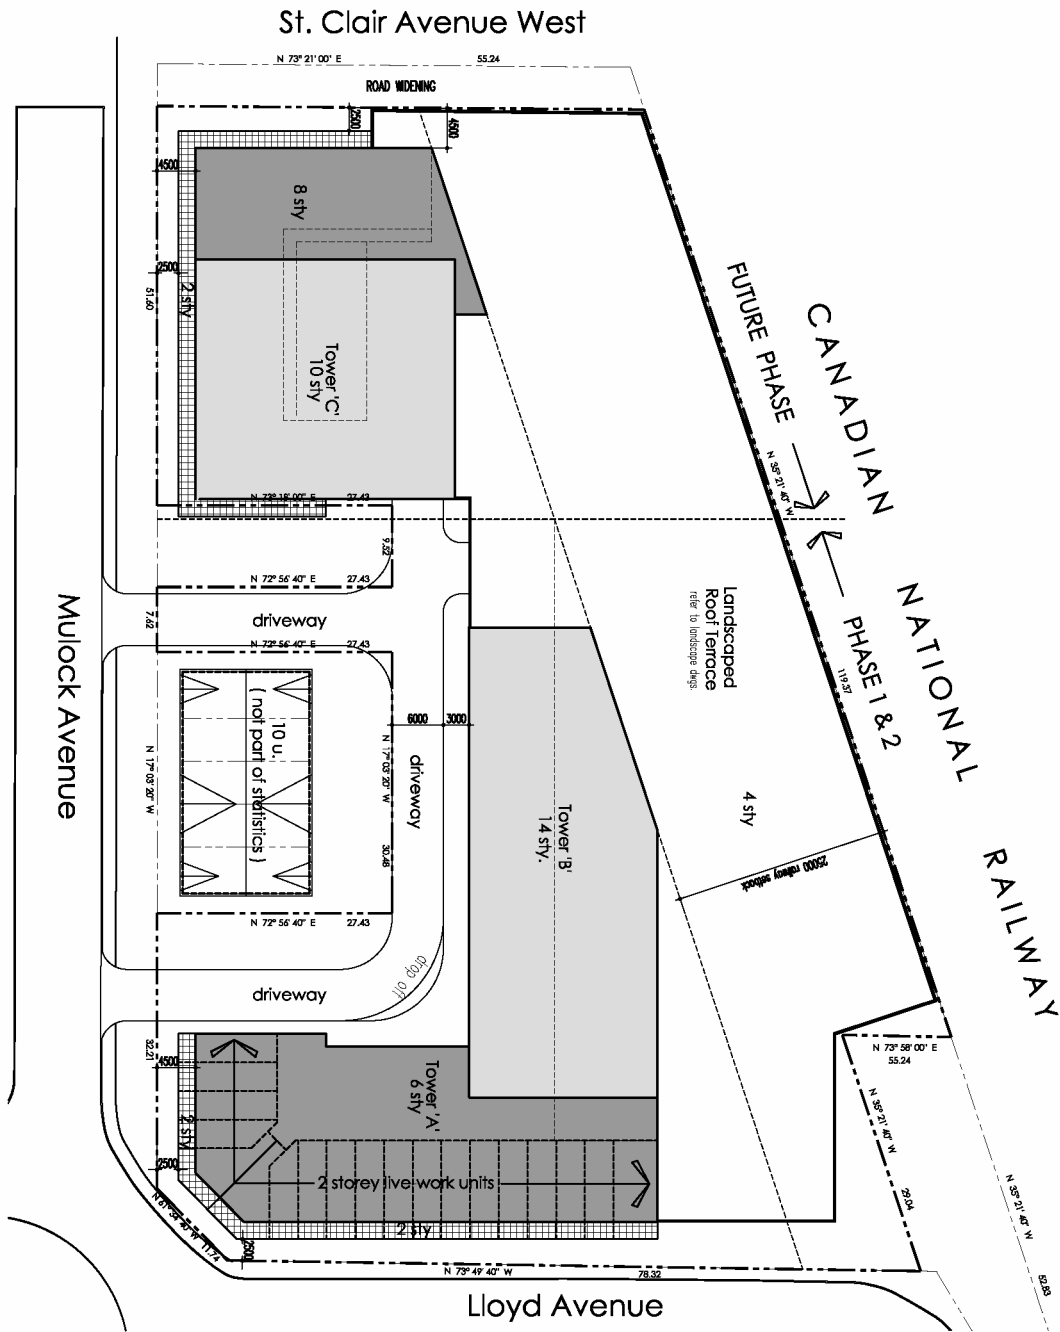 St. Clair Avenue West
N 73° 21' 00" E
55.24
ROAD WIDENING
2500
4500
4500
8 sty
2500
2 sty
51.60
Tower 'C'
10 sty
FUTURE PHASE
CANADIAN
NATIONAL
RAILWAY
N 35° 21' 40" W
PHASE 1 & 2
119.37
27.43
9.52
N 72° 56' 40" E
27.43
driveway
7.62
N 72° 56' 40" E
27.43
Landscaped
Roof Terrace
refer to landscape dwgs.
Mulock Avenue
N 17° 03' 20" W
10 u.
( not part of statistics )
6000
3000
N 17° 03' 20" W
driveway
30.48
Tower 'B'
14 sty.
4 sty
25000 railway setback
N 72° 56' 40" E
27.43
drop off
driveway
32.21
4500
2 sty
2500
Tower 'A'
6 sty
2 storey live-work units
2 sty
2500
11.74
N 73° 58' 00" E
55.24
N 35° 21' 40" W
29.04
N 35° 21' 40" W
52.83
N 73° 49' 40" W
78.32
Lloyd Avenue